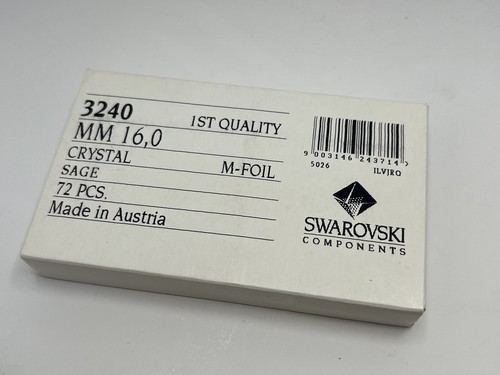 3240
1ST QUALITY
MM 16,0
CRYSTAL
M-FOIL
SAGE
72 PCS.
Made in Austria
9 003146 243714
5026 ILVJRO
SWAROVSKI
COMPONENTS